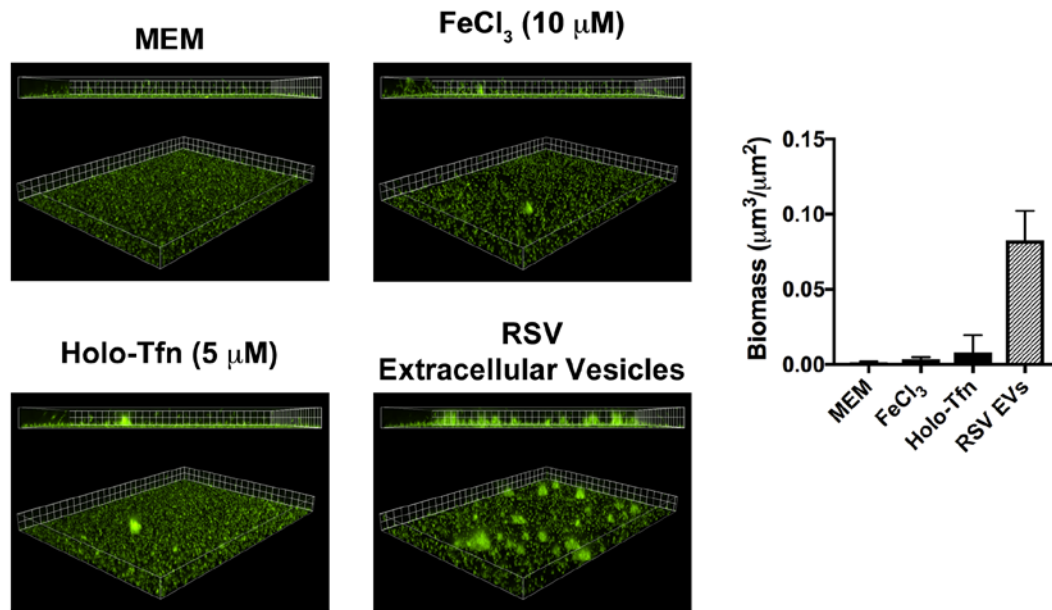 MEM
FeCl₃ (10 μM)
Holo-Tfn (5 μM)
RSV
Extracellular Vesicles
Biomass (μm³/μm²)
0.15
0.10
0.05
0.00
MEM
FeCl₃
Holo-Tfn
RSV EVs